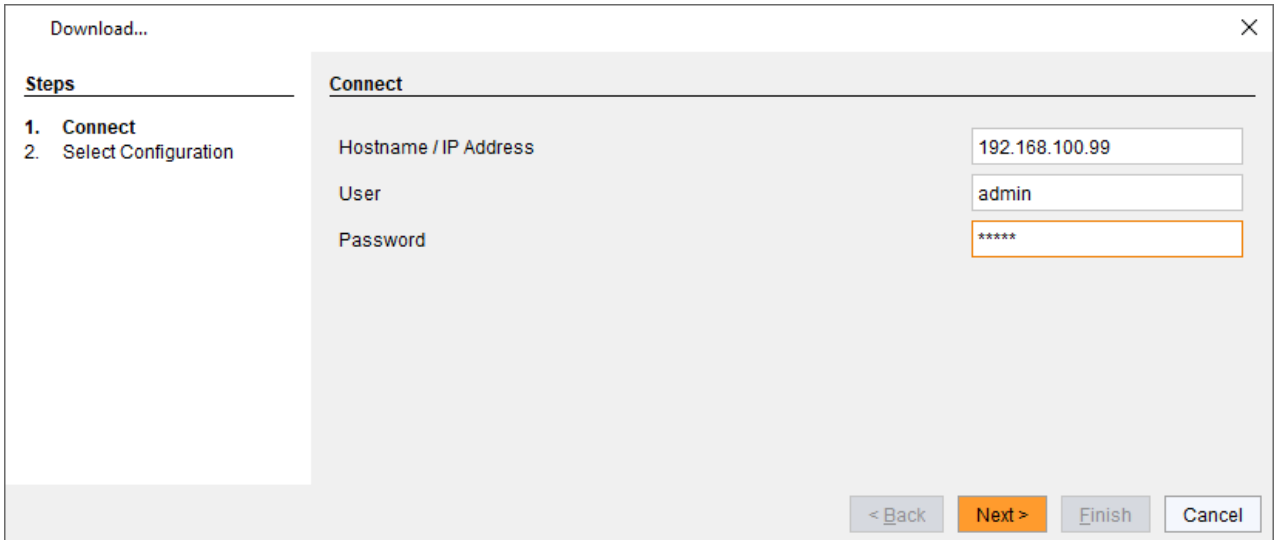 Download...
Steps
1. Connect
2. Select Configuration
Connect
Hostname / IP Address 192.168.100.99
User admin
Password *****
< Back Next > Finish Cancel